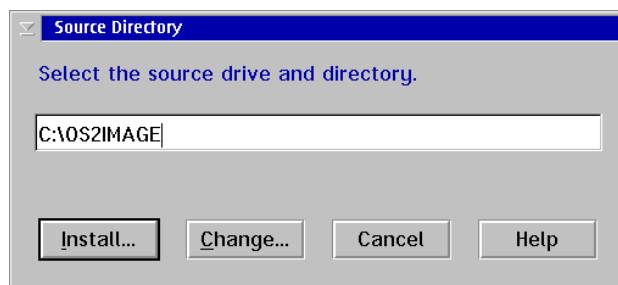 Source Directory
Select the source drive and directory.
C:\OS2IMAGE
Install... Change... Cancel Help